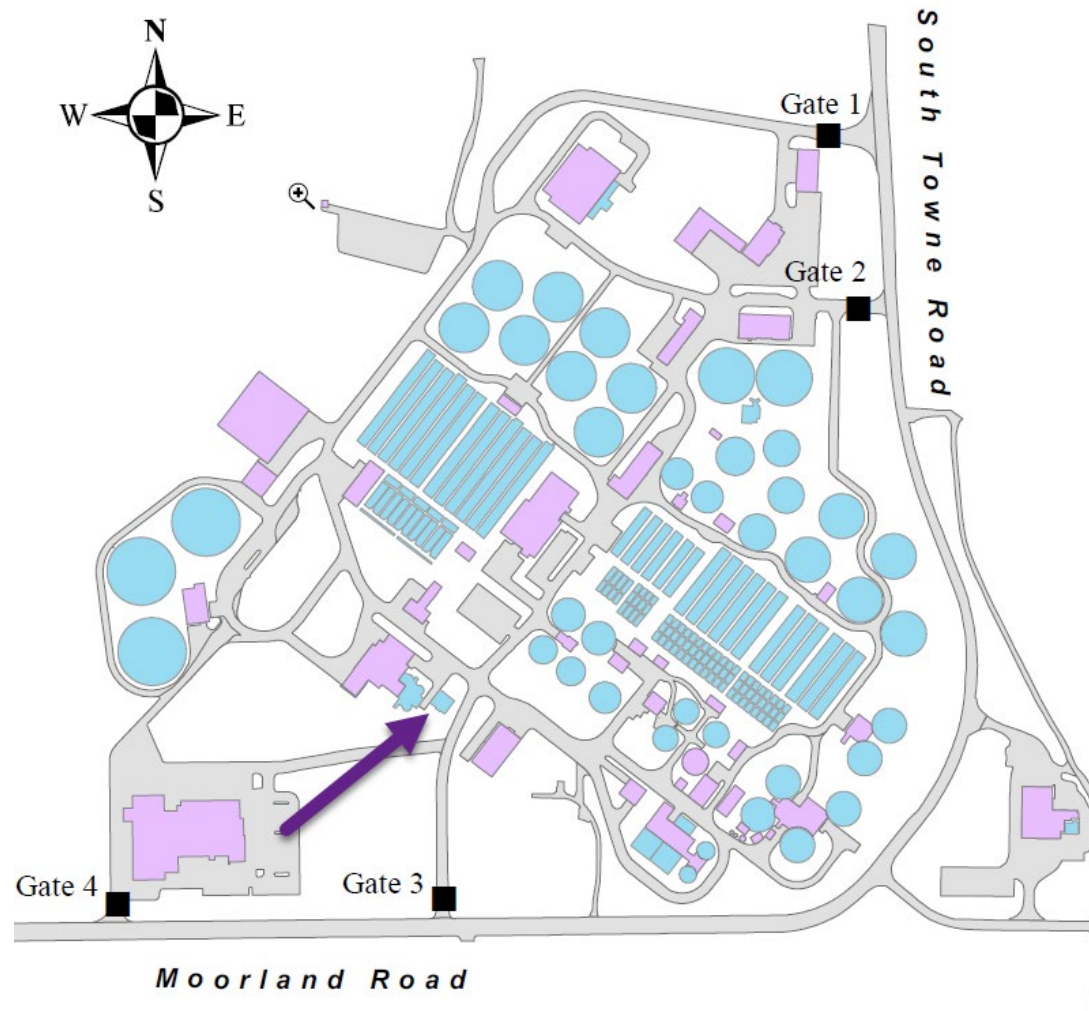 N
W E
S
South Towne Road
Gate 1
Gate 2
Gate 4
Gate 3
Moorland Road